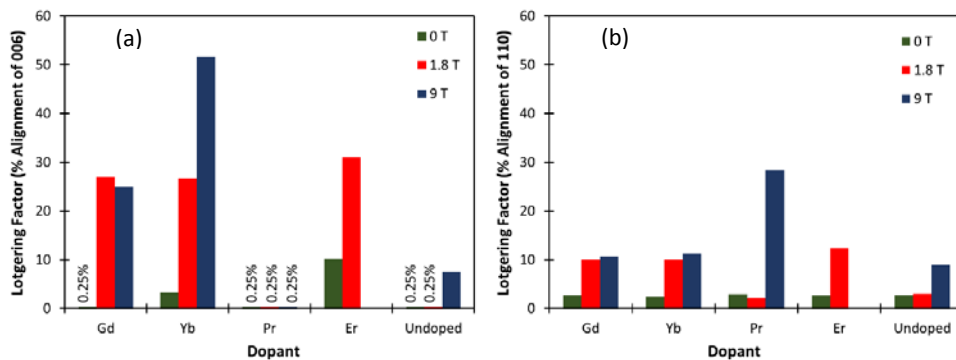 (a)
Lotgering Factor (% Alignment of 006)
60
50
40
30
20
10
0
0 T
1.8 T
9 T
0.25%
0.25%
0.25%
0.25%
0.25%
0.25%
Gd
Yb
Pr
Er
Undoped
Dopant
(b)
Lotgering Factor (% Alignment of 110)
60
50
40
30
20
10
0
0 T
1.8 T
9 T
Gd
Yb
Pr
Er
Undoped
Dopant